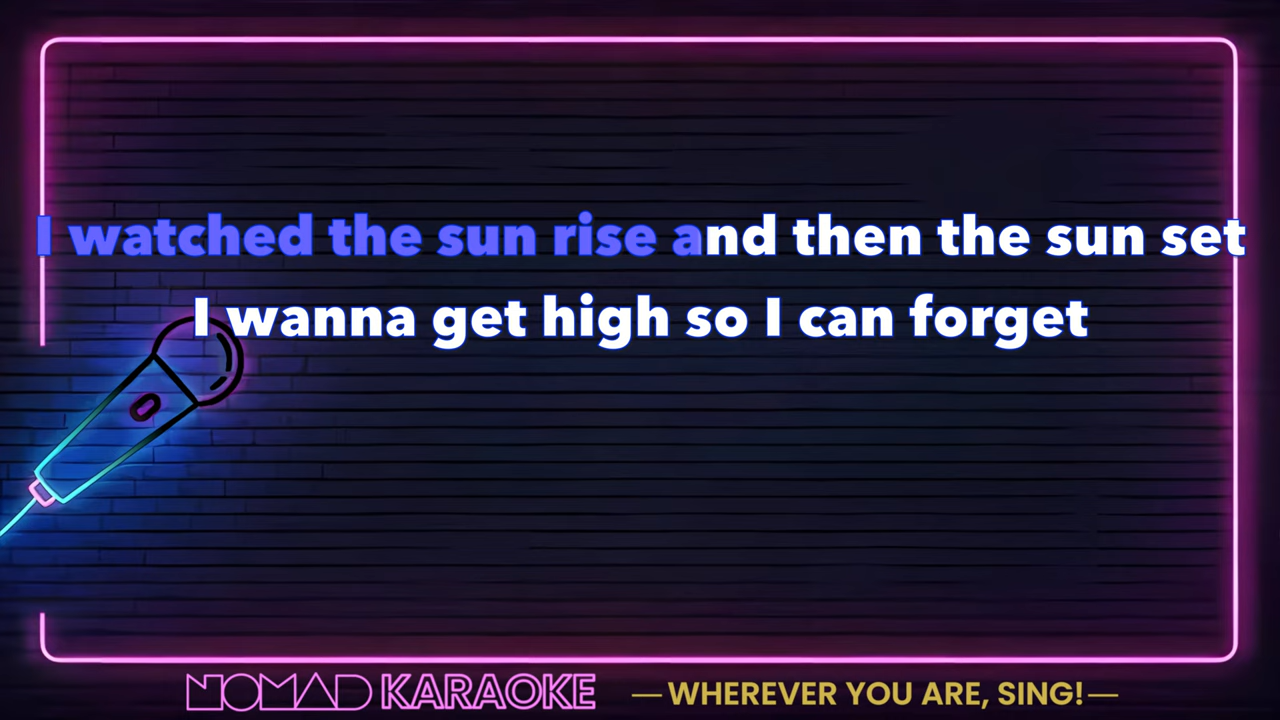 I watched the sun rise and then the sun set
I wanna get high so I can forget
NOMAD KARAOKE —WHEREVER YOU ARE, SING!—